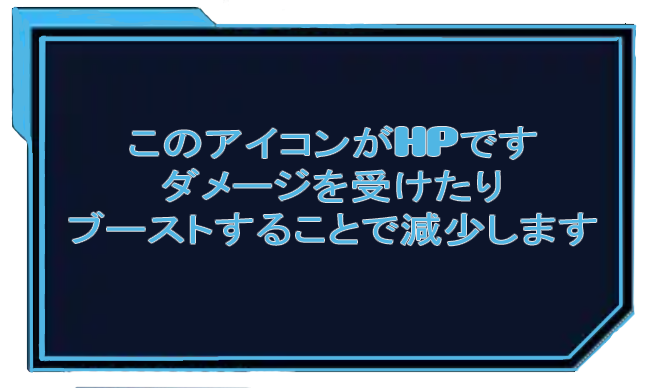 このアイコンがHPです
ダメージを受けたり
ブーストすることで減少します